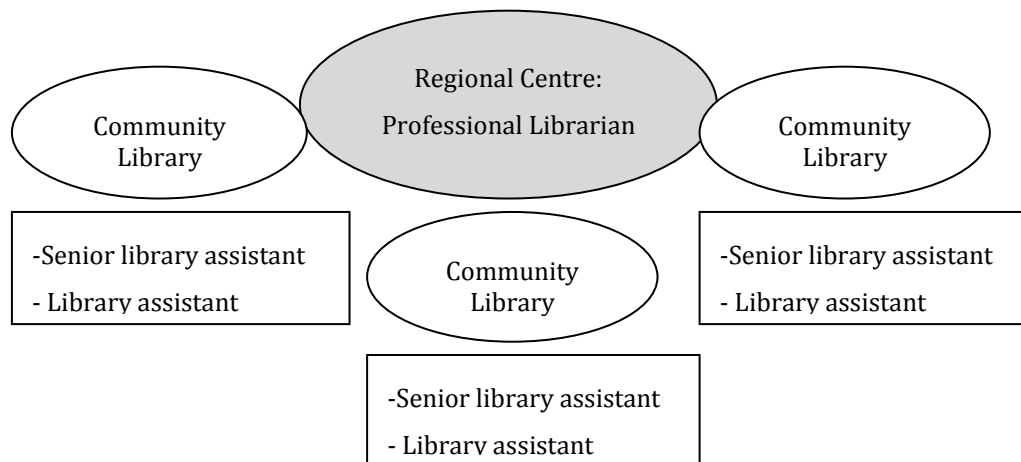 Regional Centre:
Professional Librarian
Community
Library
Community
Library
-Senior library assistant
- Library assistant
Community
Library
-Senior library assistant
- Library assistant
-Senior library assistant
- Library assistant